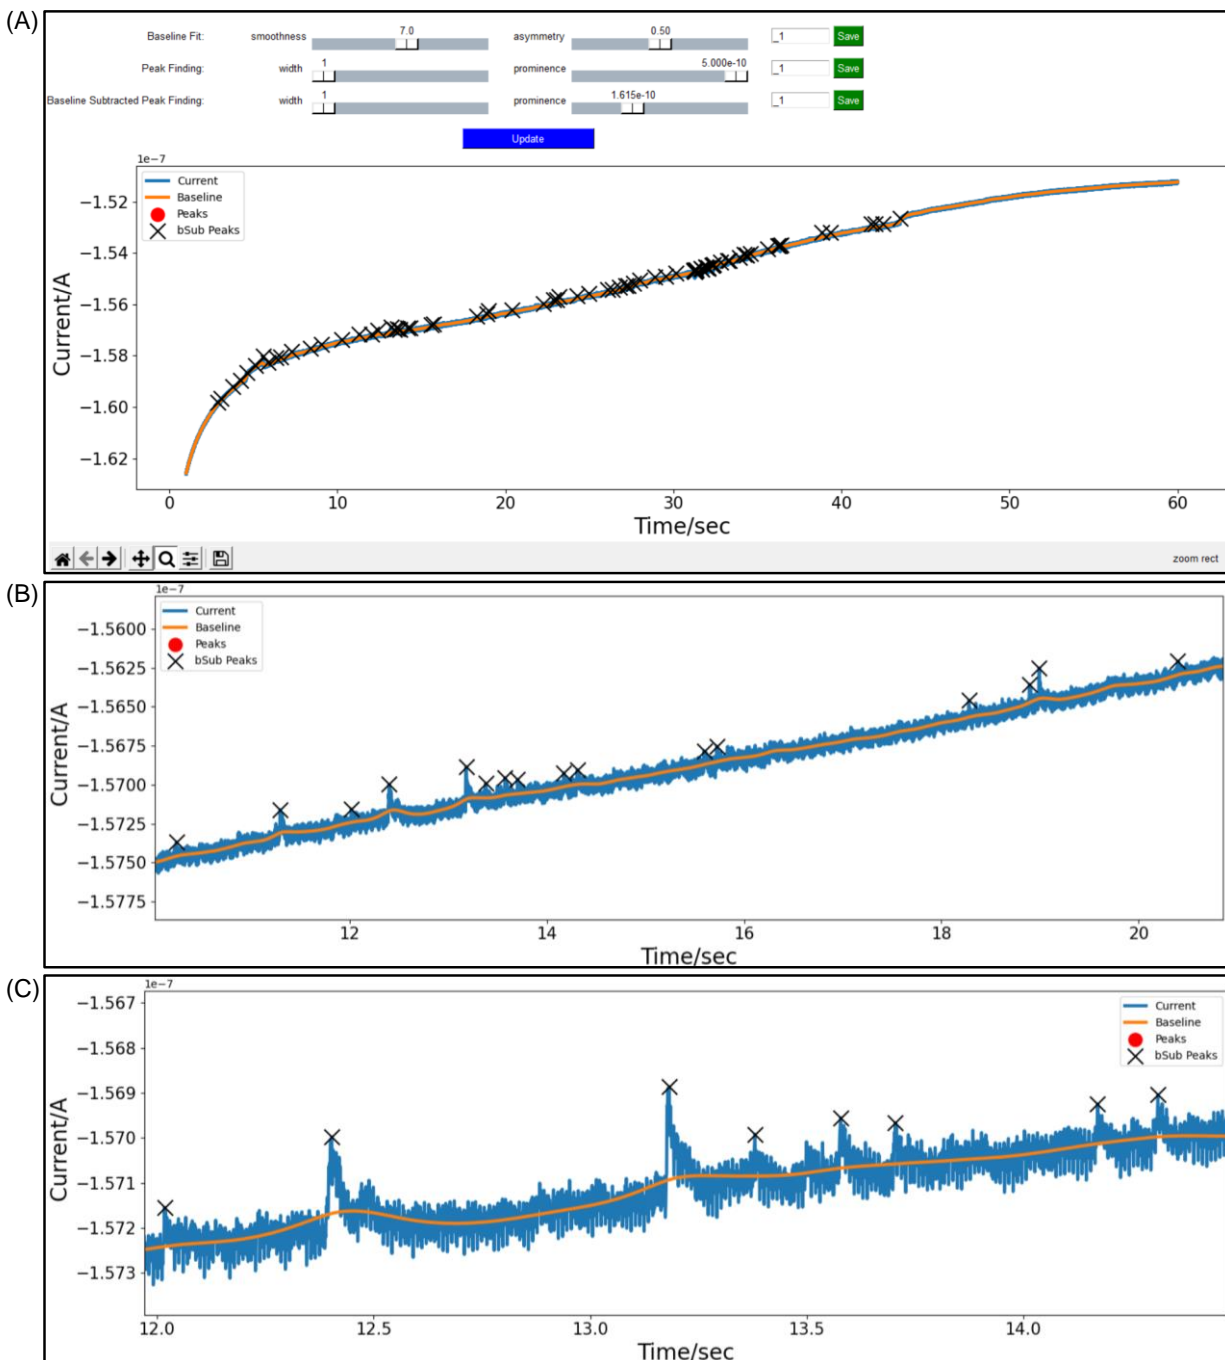 (A)
Baseline Fit: smoothness 7.0 asymmetry 0.50 _1 Save
Peak Finding: width 1 prominence 5.000e-10 _1 Save
Baseline Subtracted Peak Finding: width 1 prominence 1.615e-10 _1 Save
Update
1e−7
Current
Baseline
Peaks
bSub Peaks
−1.52
−1.54
−1.56
−1.58
−1.60
−1.62
Current/A
0 10 20 30 40 50 60
Time/sec
zoom rect
(B)
1e−7
Current
Baseline
Peaks
bSub Peaks
−1.5600
−1.5625
−1.5650
−1.5675
−1.5700
−1.5725
−1.5750
−1.5775
Current/A
12 14 16 18 20
Time/sec
(C)
1e−7
Current
Baseline
Peaks
bSub Peaks
−1.567
−1.568
−1.569
−1.570
−1.571
−1.572
−1.573
Current/A
12.0 12.5 13.0 13.5 14.0
Time/sec